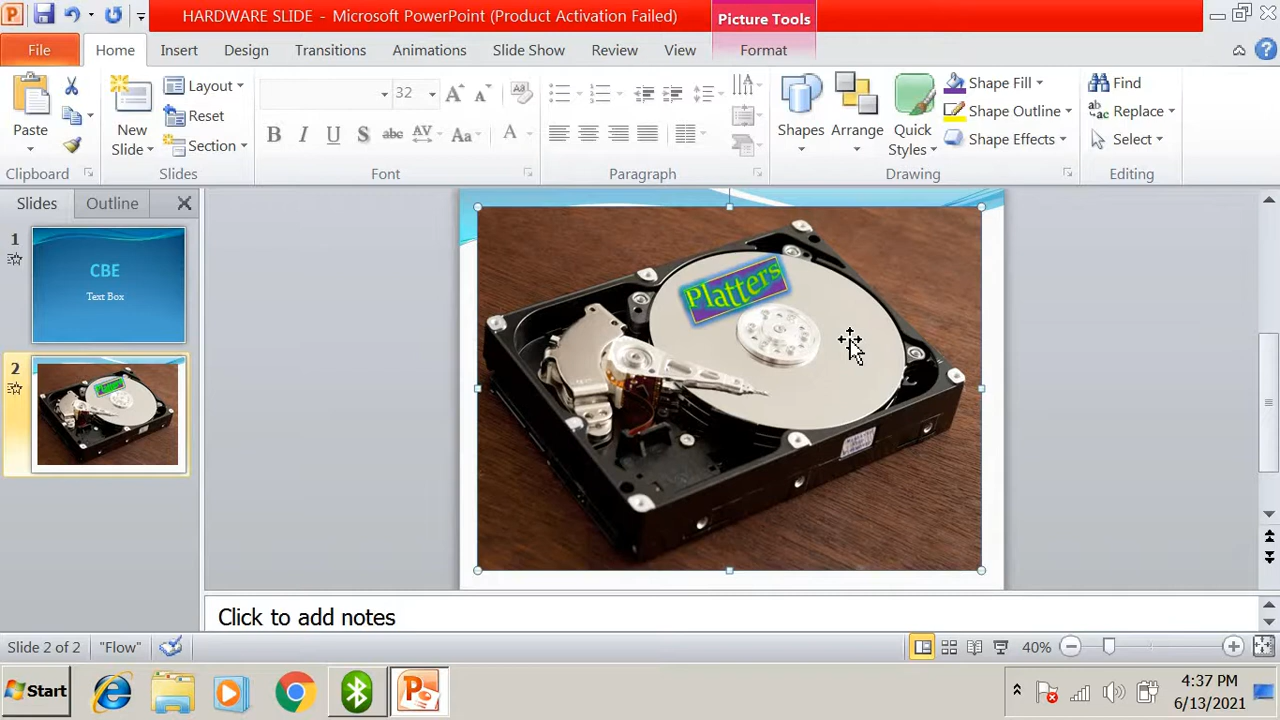 HARDWARE SLIDE - Microsoft PowerPoint (Product Activation Failed)
Picture Tools
File Home Insert Design Transitions Animations Slide Show Review View Format
Paste
New
Slide
Layout
Reset
Section
32
B I U S abc AV Aa A
Shapes
Arrange
Quick
Styles
Shape Fill
Shape Outline
Shape Effects
Find
Replace
Select
Clipboard Slides Font Paragraph Drawing Editing
Slides Outline
1
CBE
Text Box
2
Platters
Platters
Click to add notes
Slide 2 of 2 "Flow" 40%
Start
4:37 PM
6/13/2021